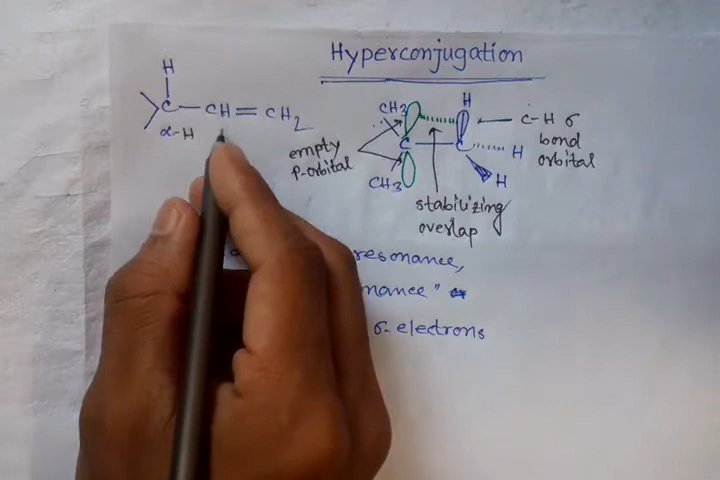 Hyperconjugation
H
C — CH = CH2
α-H
CH3 H
C — C H
CH3 H
C-H σ
bond
orbital
empty
p-orbital
stabilizing
overlap
resonance,
nance"
σ-electrons